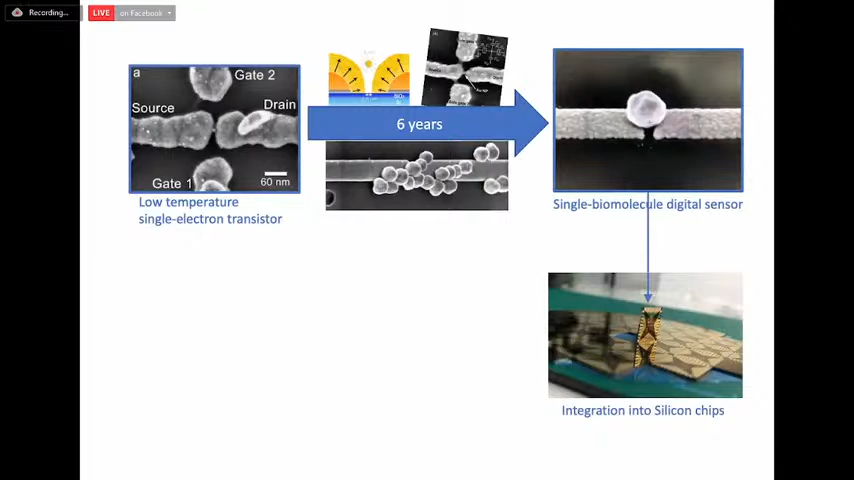 Recording...
LIVE on Facebook
a
Gate 2
Source
Drain
Gate 1
60 nm
6 years
Low temperature
single-electron transistor
Single-biomolecule digital sensor
Integration into Silicon chips